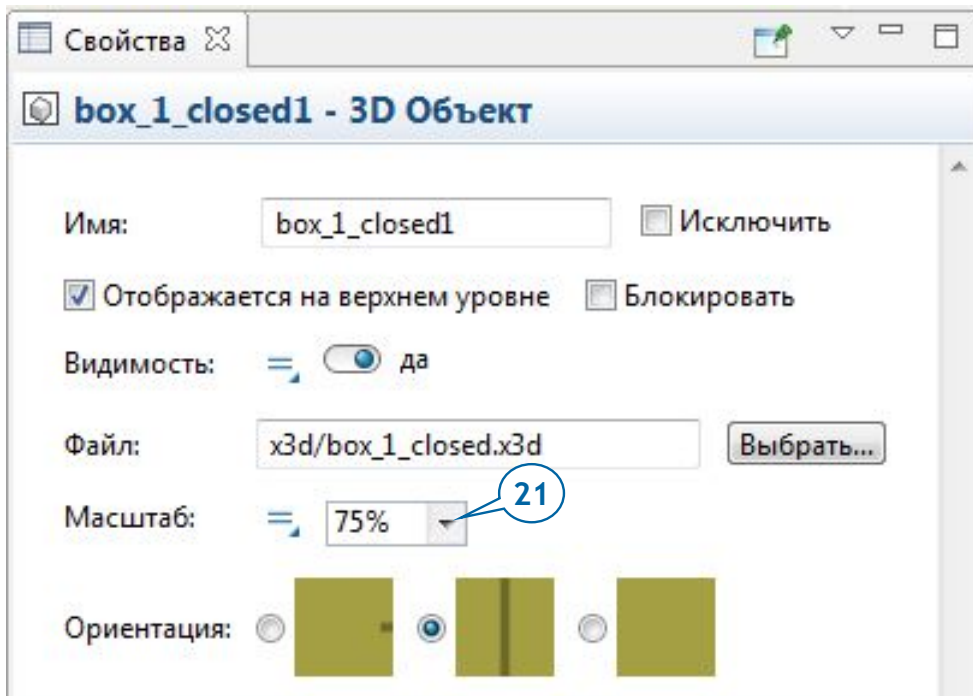 Свойства
box_1_closed1 - 3D Объект
Имя: box_1_closed1 Исключить
Отображается на верхнем уровне Блокировать
Видимость: = да
Файл: x3d/box_1_closed.x3d Выбрать...
21
Масштаб: = 75%
Ориентация: